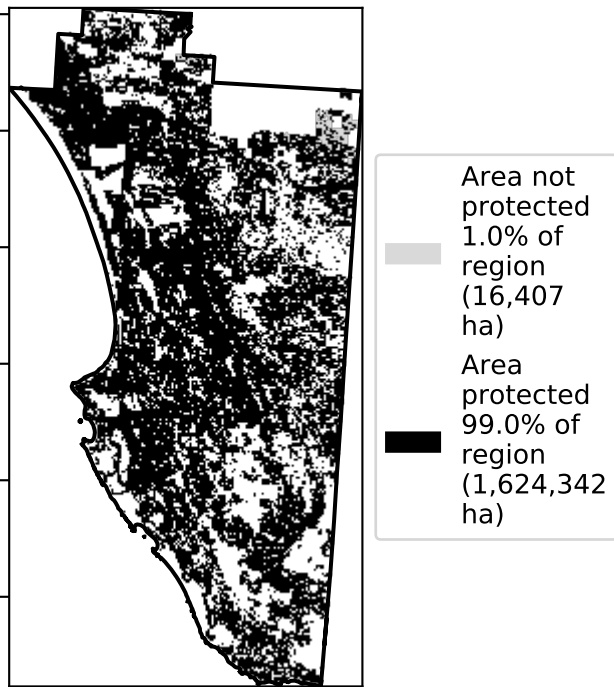 Area not
protected
1.0% of
region
(16,407
ha)
Area
protected
99.0% of
region
(1,624,342
ha)